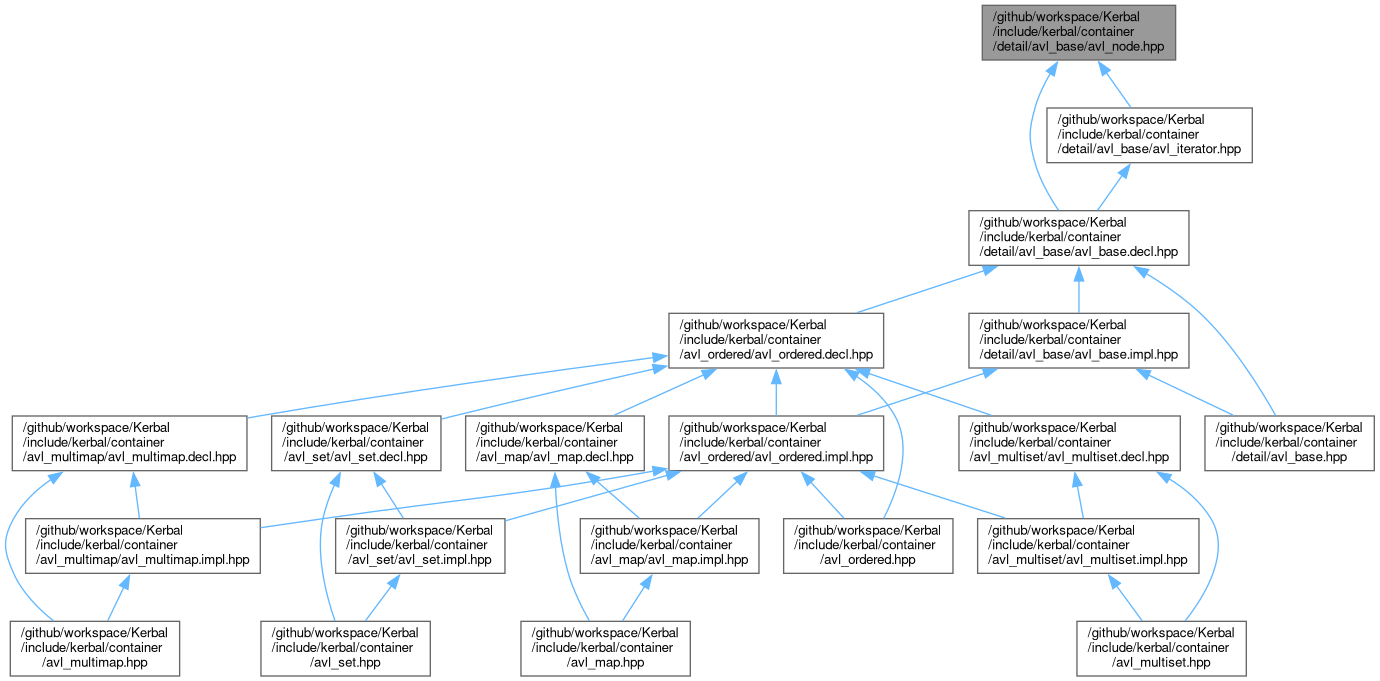 /github/workspace/Kerbal
/include/kerbal/container
/detail/avl_base/avl_node.hpp
/github/workspace/Kerbal
/include/kerbal/container
/detail/avl_base/avl_iterator.hpp
/github/workspace/Kerbal
/include/kerbal/container
/detail/avl_base/avl_base.decl.hpp
/github/workspace/Kerbal
/include/kerbal/container
/avl_ordered/avl_ordered.decl.hpp
/github/workspace/Kerbal
/include/kerbal/container
/detail/avl_base/avl_base.impl.hpp
/github/workspace/Kerbal
/include/kerbal/container
/avl_multimap/avl_multimap.decl.hpp
/github/workspace/Kerbal
/include/kerbal/container
/avl_set/avl_set.decl.hpp
/github/workspace/Kerbal
/include/kerbal/container
/avl_map/avl_map.decl.hpp
/github/workspace/Kerbal
/include/kerbal/container
/avl_ordered/avl_ordered.impl.hpp
/github/workspace/Kerbal
/include/kerbal/container
/avl_multiset/avl_multiset.decl.hpp
/github/workspace/Kerbal
/include/kerbal/container
/detail/avl_base.hpp
/github/workspace/Kerbal
/include/kerbal/container
/avl_multimap/avl_multimap.impl.hpp
/github/workspace/Kerbal
/include/kerbal/container
/avl_set/avl_set.impl.hpp
/github/workspace/Kerbal
/include/kerbal/container
/avl_map/avl_map.impl.hpp
/github/workspace/Kerbal
/include/kerbal/container
/avl_ordered.hpp
/github/workspace/Kerbal
/include/kerbal/container
/avl_multiset/avl_multiset.impl.hpp
/github/workspace/Kerbal
/include/kerbal/container
/avl_multimap.hpp
/github/workspace/Kerbal
/include/kerbal/container
/avl_set.hpp
/github/workspace/Kerbal
/include/kerbal/container
/avl_map.hpp
/github/workspace/Kerbal
/include/kerbal/container
/avl_multiset.hpp